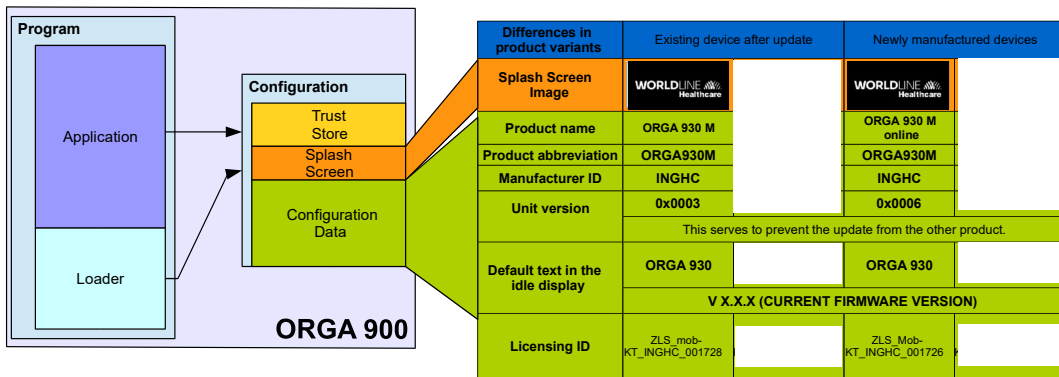 Program
Application
Loader
Configuration
Trust
Store
Splash
Screen
Configuration
Data
ORGA 900
Differences in
product variants
Existing device after update
Newly manufactured devices
Splash Screen
Image
WORLDLINE
Healthcare
WORLDLINE
Healthcare
Product name
ORGA 930 M
ORGA 930 M
online
Product abbreviation
ORGA930M
ORGA930M
Manufacturer ID
INGHC
INGHC
Unit version
0x0003
0x0006
This serves to prevent the update from the other product.
Default text in the
idle display
ORGA 930
ORGA 930
V X.X.X (CURRENT FIRMWARE VERSION)
Licensing ID
ZLS_mob-
KT_INGHC_001728
ZLS_Mob-
KT_INGHC_001726